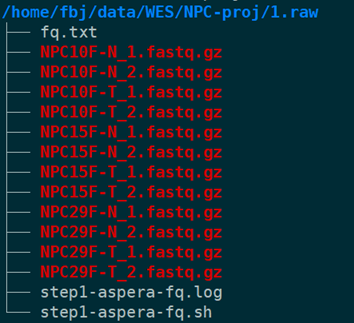 /home/fbj/data/WES/NPC-proj/1.raw
├── fq.txt
├── NPC10F-N_1.fastq.gz
├── NPC10F-N_2.fastq.gz
├── NPC10F-T_1.fastq.gz
├── NPC10F-T_2.fastq.gz
├── NPC15F-N_1.fastq.gz
├── NPC15F-N_2.fastq.gz
├── NPC15F-T_1.fastq.gz
├── NPC15F-T_2.fastq.gz
├── NPC29F-N_1.fastq.gz
├── NPC29F-N_2.fastq.gz
├── NPC29F-T_1.fastq.gz
├── NPC29F-T_2.fastq.gz
├── step1-aspera-fq.log
└── step1-aspera-fq.sh